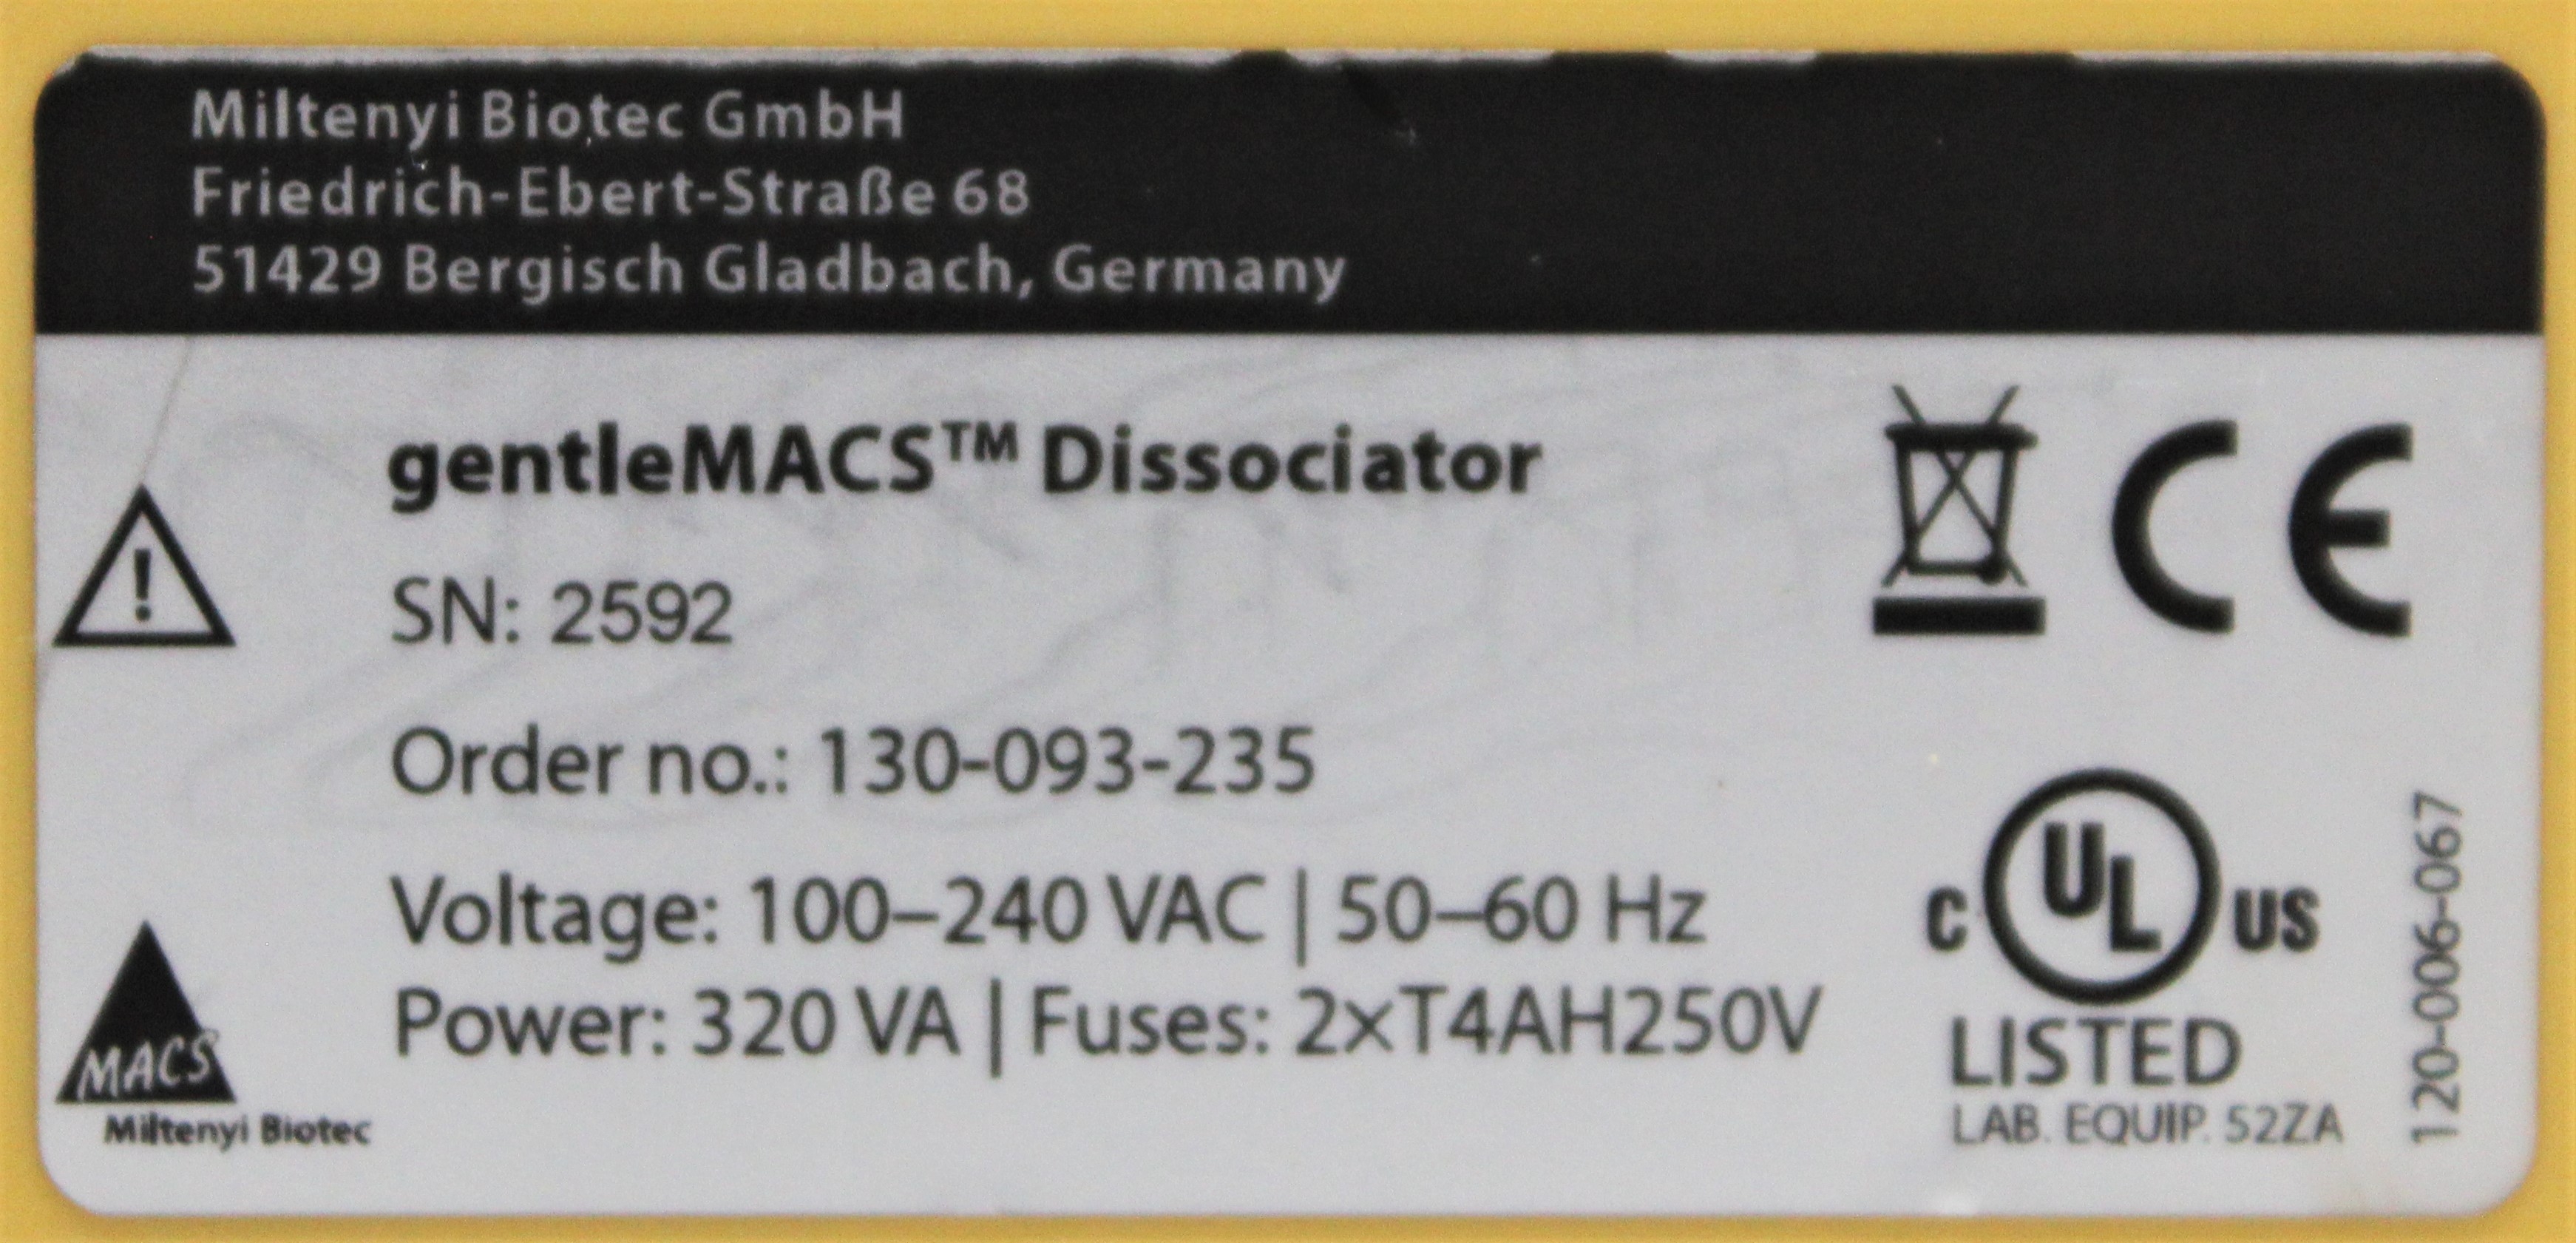 Miltenyi Biotec GmbH
Friedrich-Ebert-Straße 68
51429 Bergisch Gladbach, Germany
gentleMACS™ Dissociator
SN: 2592
Order no.: 130-093-235
Voltage: 100–240 VAC | 50–60 Hz
Power: 320 VA | Fuses: 2xT4AH250V
!
MACS
Miltenyi Biotec
CE
C UL US
LISTED
LAB. EQUIP. 52ZA
120-006-067